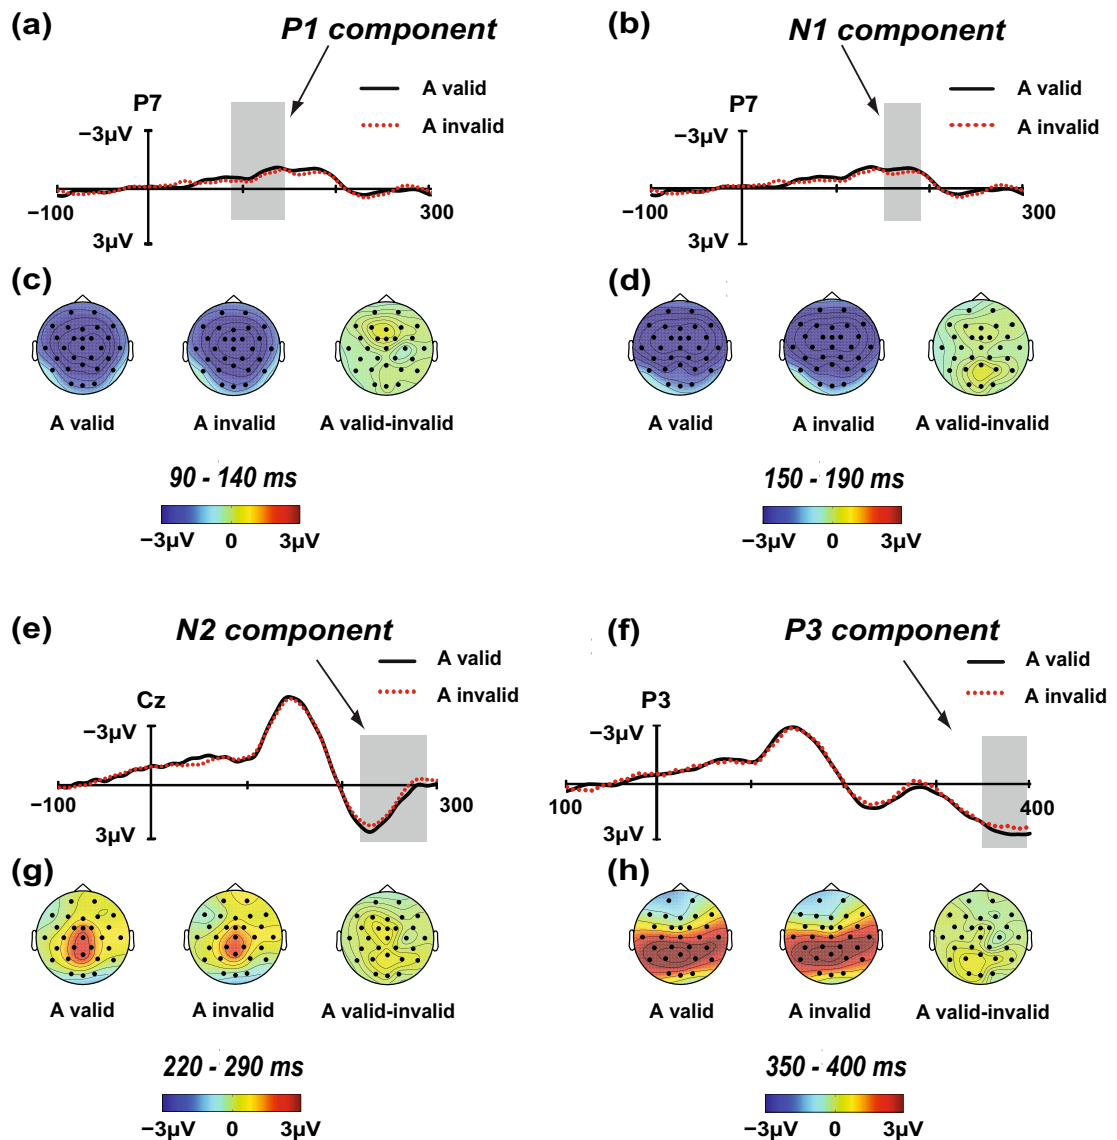 (a)
P1 component
A valid
A invalid
P7
−3µV
−100
300
3µV
(b)
N1 component
A valid
A invalid
P7
−3µV
−100
300
3µV
(c)
A valid
A invalid
A valid-invalid
90 - 140 ms
−3µV
0
3µV
(d)
A valid
A invalid
A valid-invalid
150 - 190 ms
−3µV
0
3µV
(e)
N2 component
A valid
A invalid
Cz
−3µV
−100
300
3µV
(f)
P3 component
A valid
A invalid
P3
−3µV
100
400
3µV
(g)
A valid
A invalid
A valid-invalid
220 - 290 ms
−3µV
0
3µV
(h)
A valid
A invalid
A valid-invalid
350 - 400 ms
−3µV
0
3µV